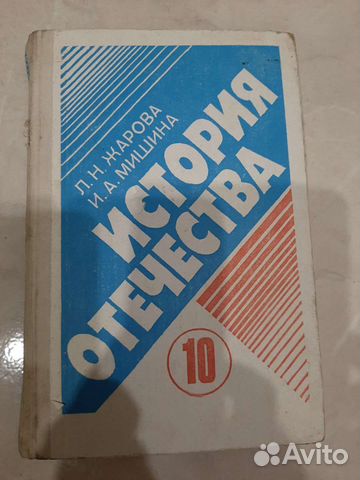 Л.Н. ЖАРОВА
И.А. МИШИНА
ИСТОРИЯ
ОТЕЧЕСТВА
10
Avito